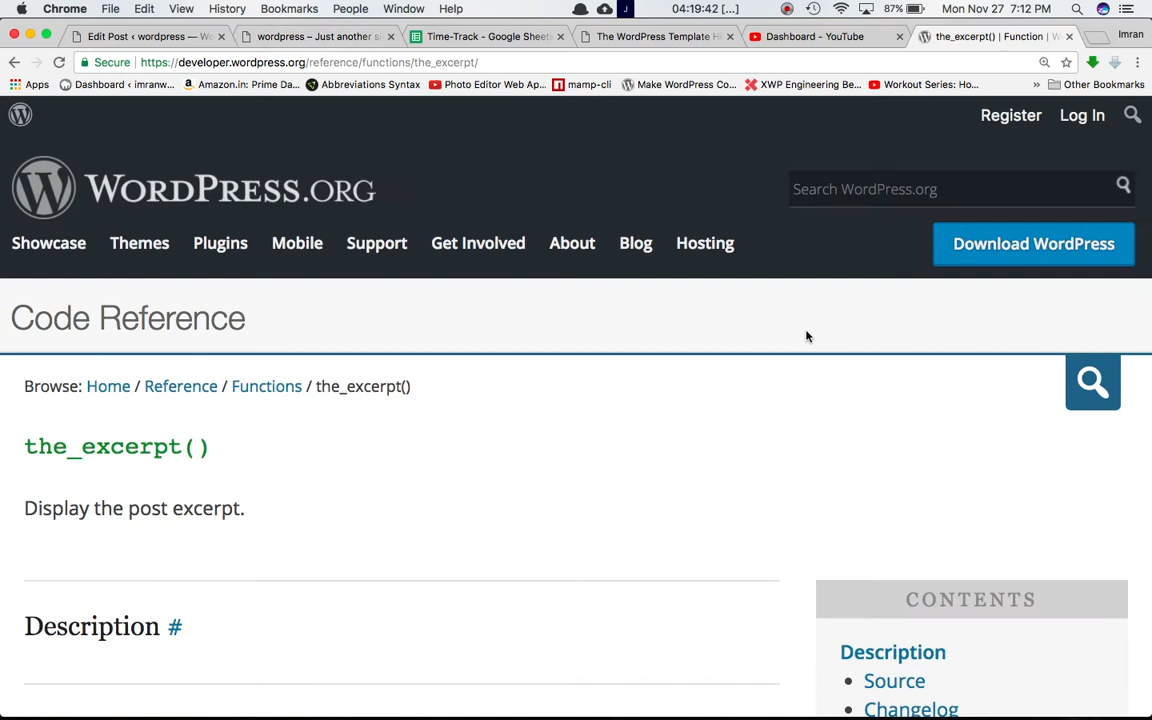 Chrome File Edit View History Bookmarks People Window Help 04:19:42 [...] 87% Mon Nov 27 7:12 PM
Edit Post ‹ wordpress — Wo × wordpress – Just another si × Time-Track - Google Sheets × The WordPress Template Hi × Dashboard - YouTube × the_excerpt() | Function | W × Imran
Secure | https://developer.wordpress.org/reference/functions/the_excerpt/
Apps Dashboard ‹ imranw... Amazon.in: Prime Da... Abbreviations Syntax Photo Editor Web Ap... mamp-cli Make WordPress Co... XWP Engineering Be... Workout Series: Ho... » Other Bookmarks
Register Log In
WORDPRESS.ORG
Search WordPress.org
Showcase Themes Plugins Mobile Support Get Involved About Blog Hosting Download WordPress
Code Reference
Browse: Home / Reference / Functions / the_excerpt()
the_excerpt()
Display the post excerpt.
CONTENTS
Description #
Description
• Source
• Changelog